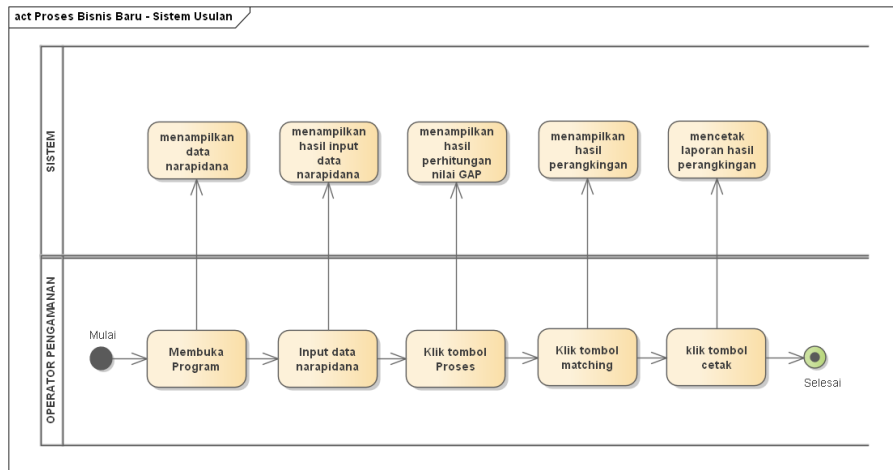 act Proses Bisnis Baru - Sistem Usulan
SISTEM
menampilkan
data
narapidana
menampilkan
hasil input
data
narapidana
menampilkan
hasil
perhitungan
nilai GAP
menampilkan
hasil
perangkingan
mencetak
laporan hasil
perangkingan
OPERATOR PENGAMANAN
Mulai
Membuka
Program
Input data
narapidana
Klik tombol
Proses
Klik tombol
matching
klik tombol
cetak
Selesai